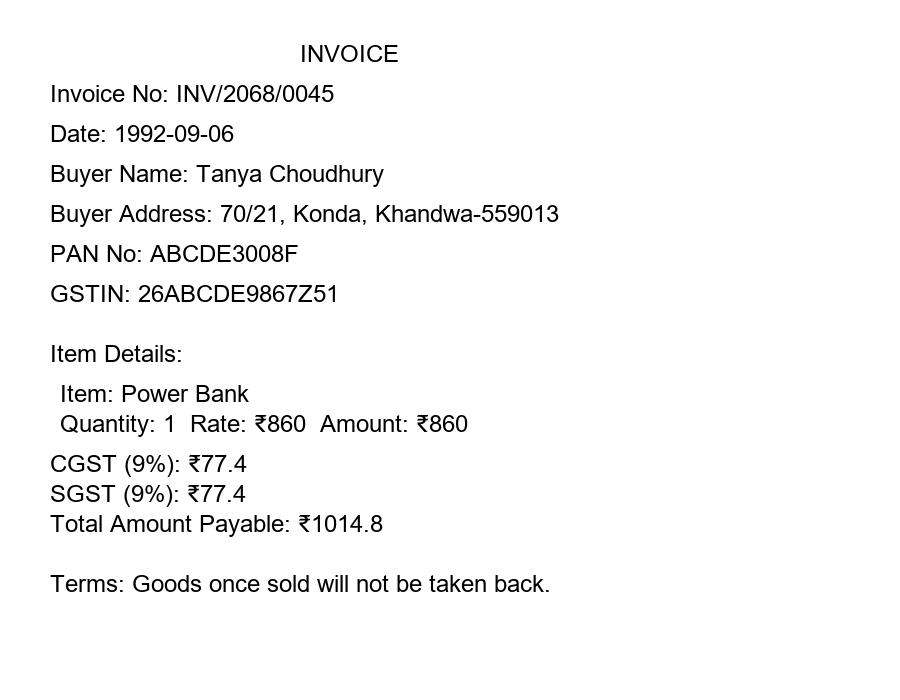 INVOICE
Invoice No: INV/2068/0045
Date: 1992-09-06
Buyer Name: Tanya Choudhury
Buyer Address: 70/21, Konda, Khandwa-559013
PAN No: ABCDE3008F
GSTIN: 26ABCDE9867Z51
Item Details:
Item: Power Bank
Quantity: 1  Rate: ₹860  Amount: ₹860
CGST (9%): ₹77.4
SGST (9%): ₹77.4
Total Amount Payable: ₹1014.8
Terms: Goods once sold will not be taken back.